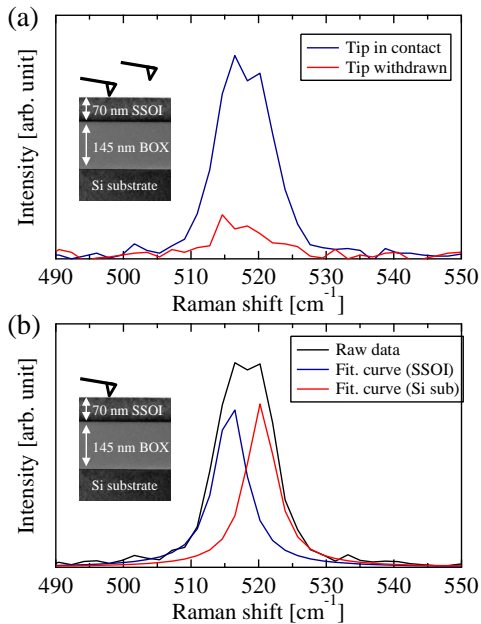 (a)
Intensity [arb. unit]
Tip in contact
Tip withdrawn
70 nm SSOI
145 nm BOX
Si substrate
490 500 510 520 530 540 550
Raman shift [cm-1]
(b)
Intensity [arb. unit]
Raw data
Fit. curve (SSOI)
Fit. curve (Si sub)
70 nm SSOI
145 nm BOX
Si substrate
490 500 510 520 530 540 550
Raman shift [cm-1]